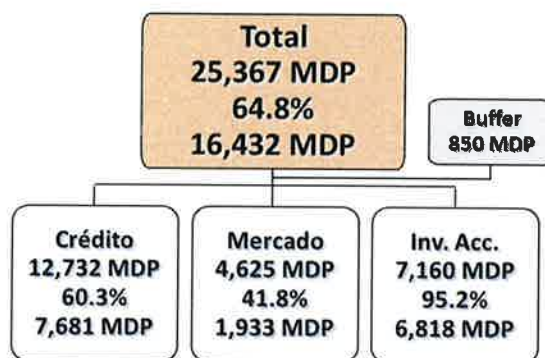 Total
25,367 MDP
64.8%
16,432 MDP
Buffer
850 MDP
Crédito
12,732 MDP
60.3%
7,681 MDP
Mercado
4,625 MDP
41.8%
1,933 MDP
Inv. Acc.
7,160 MDP
95.2%
6,818 MDP